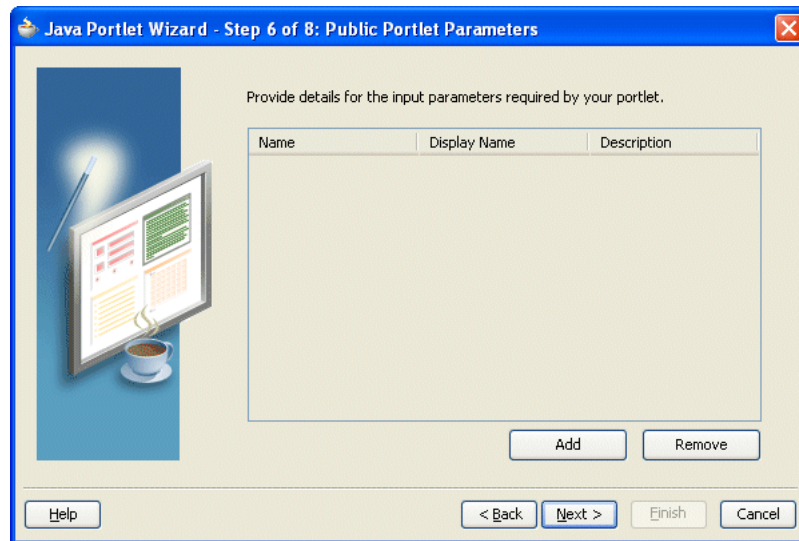 Java Portlet Wizard - Step 6 of 8: Public Portlet Parameters
Provide details for the input parameters required by your portlet.
Name Display Name Description
Add Remove
Help < Back Next > Finish Cancel